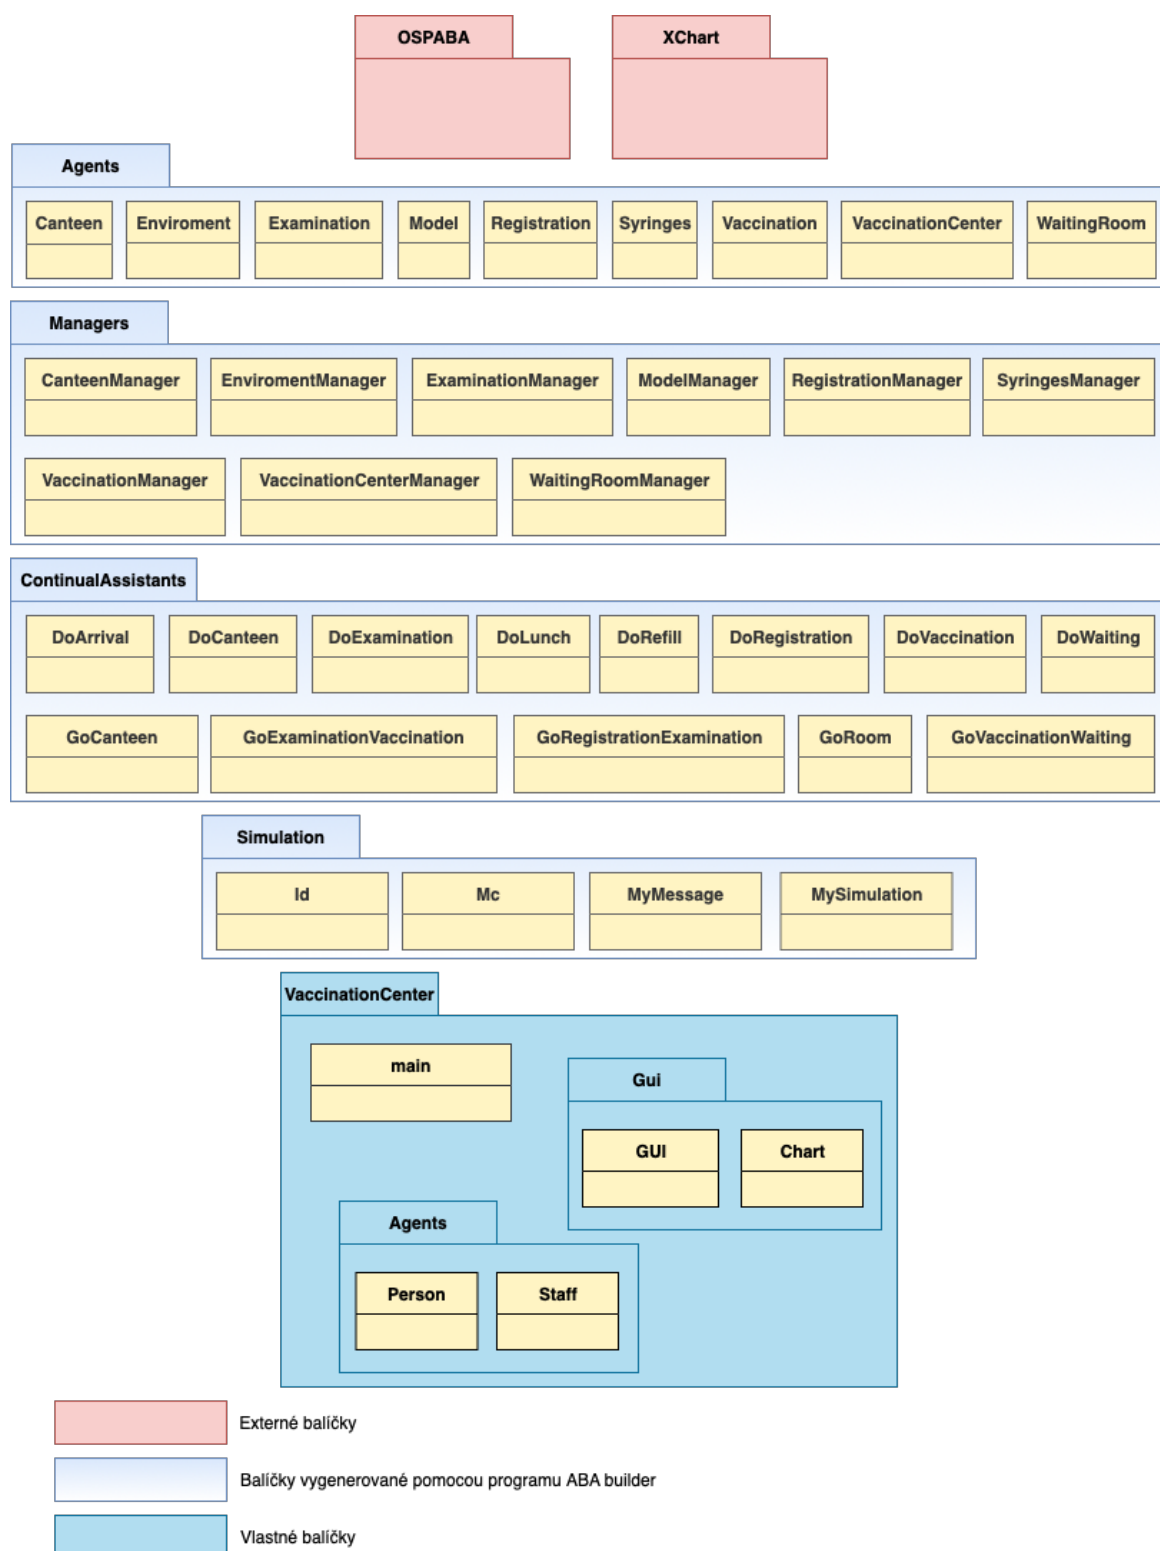 OSPABA XChart
Agents
Canteen Enviroment Examination Model Registration Syringes Vaccination VaccinationCenter WaitingRoom
Managers
CanteenManager EnviromentManager ExaminationManager ModelManager RegistrationManager SyringesManager
VaccinationManager VaccinationCenterManager WaitingRoomManager
ContinualAssistants
DoArrival DoCanteen DoExamination DoLunch DoRefill DoRegistration DoVaccination DoWaiting
GoCanteen GoExaminationVaccination GoRegistrationExamination GoRoom GoVaccinationWaiting
Simulation
Id Mc MyMessage MySimulation
VaccinationCenter
main
Gui
GUI Chart
Agents
Person Staff
Externé balíčky
Balíčky vygenerované pomocou programu ABA builder
Vlastné balíčky